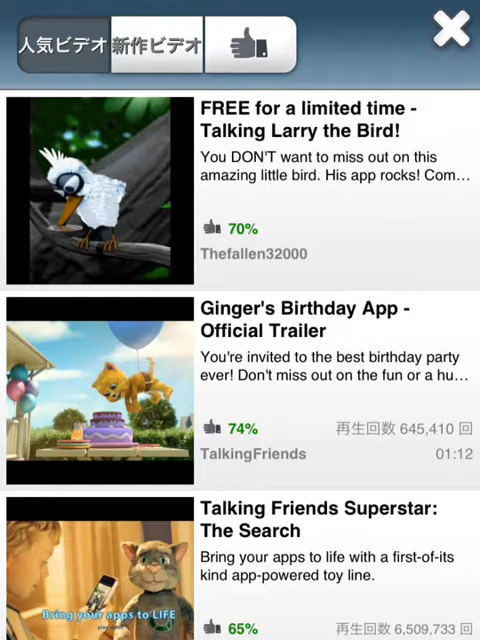 人気ビデオ 新作ビデオ
FREE for a limited time -
Talking Larry the Bird!
You DON'T want to miss out on this
amazing little bird. His app rocks! Com…
70%
Thefallen32000
Ginger's Birthday App -
Official Trailer
You're invited to the best birthday party
ever! Don't miss out on the fun or a hu…
74% 再生回数 645,410 回
TalkingFriends 01:12
Talking Friends Superstar:
The Search
Bring your apps to life with a first-of-its
kind app-powered toy line.
Bring your apps to LIFE
65% 再生回数 6,509,733 回